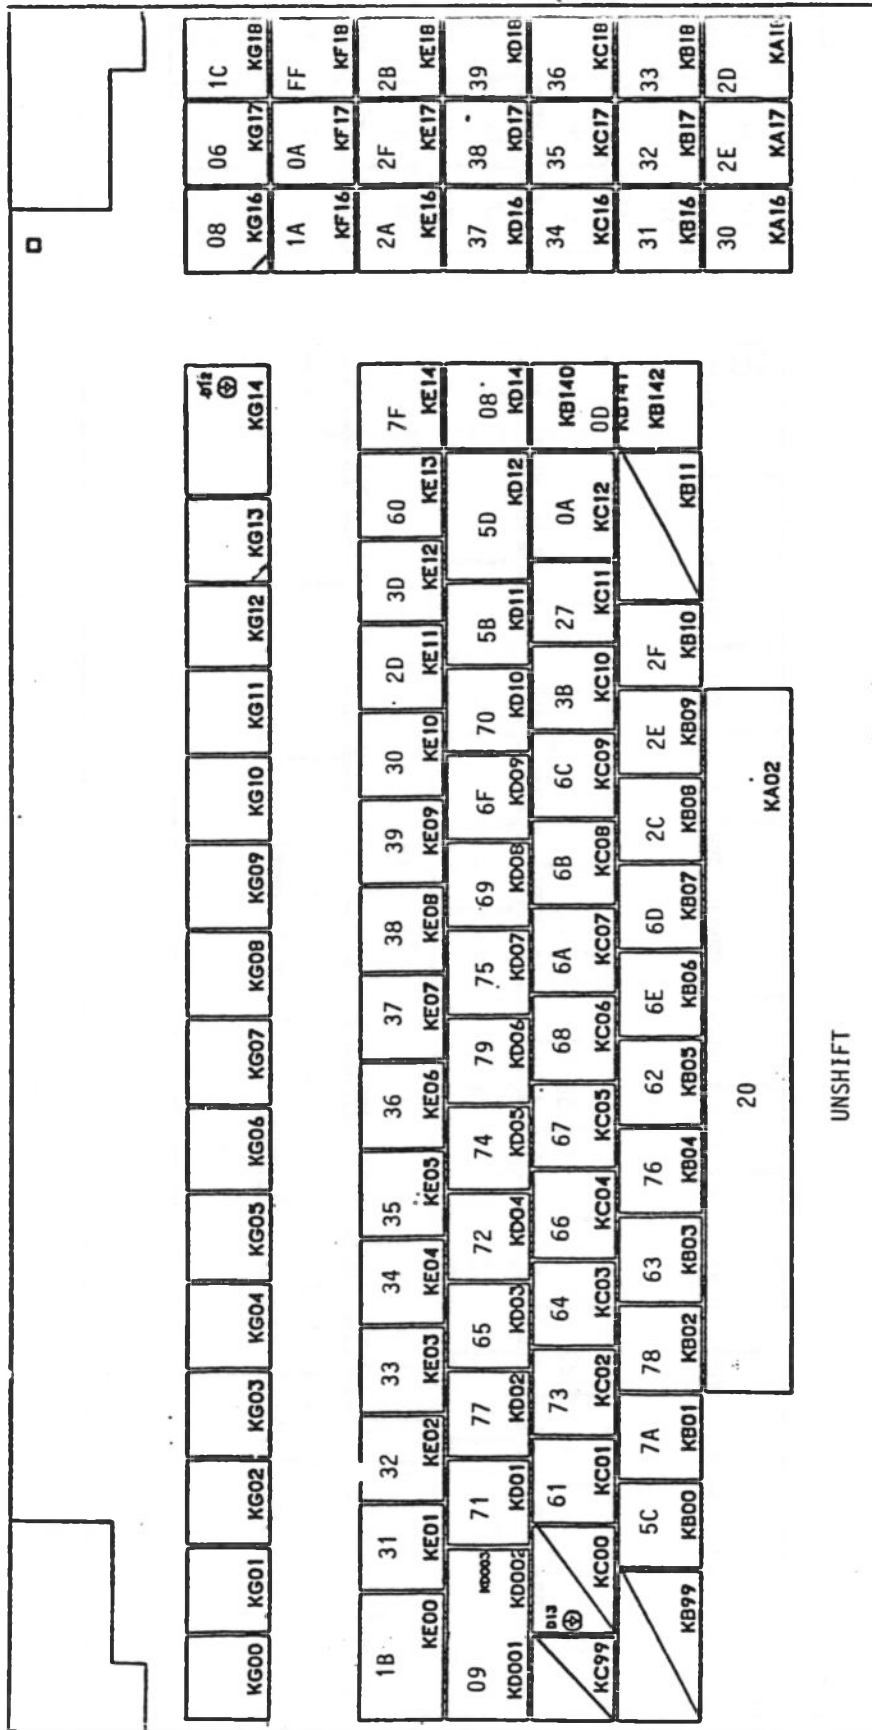 D12
08 06 1C
KG00 KG01 KG02 KG03 KG04 KG05 KG06 KG07 KG08 KG09 KG10 KG11 KG12 KG13 KG14 KG16 KG17 KG18
1A 0A FF
KF16 KF17 KF18
1B 31 32 33 34 35 36 37 38 39 30 2D 3D 60 7F 2A 2F 2B
KE00 KE01 KE02 KE03 KE04 KE05 KE06 KE07 KE08 KE09 KE10 KE11 KE12 KE13 KE14 KE16 KE17 KE18
09 KD003 71 77 65 72 74 79 75 69 6F 70 5B 5D 08 37 38 39
KD001 KD002 KD01 KD02 KD03 KD04 KD05 KD06 KD07 KD08 KD09 KD10 KD11 KD12 KD14 KD16 KD17 KD18
D13 61 73 64 66 67 68 6A 6B 6C 3B 27 0A KB140 34 35 36
KC99 KC00 KC01 KC02 KC03 KC04 KC05 KC06 KC07 KC08 KC09 KC10 KC11 KC12 0D KC16 KC17 KC18
KB141
5C 7A 78 63 76 62 6E 6D 2C 2E 2F KB142 31 32 33
KB99 KB00 KB01 KB02 KB03 KB04 KB05 KB06 KB07 KB08 KB09 KB10 KB11 KB16 KB17 KB18
20 30 2E 2D
KA02 KA16 KA17 KA18
UNSHIFT